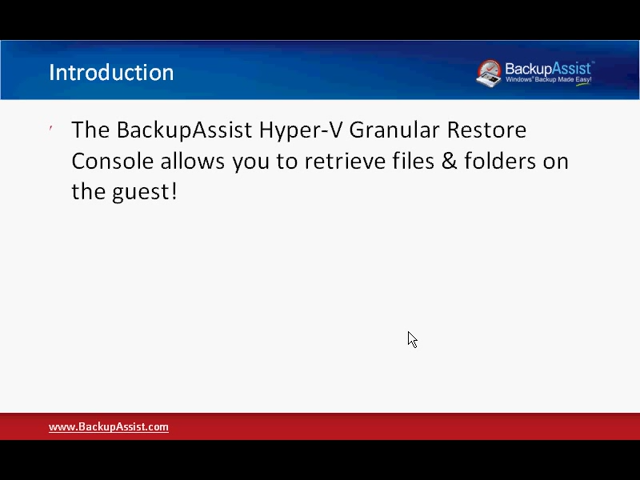 Introduction
BackupAssist™
Windows® Backup Made Easy!
The BackupAssist Hyper-V Granular Restore
Console allows you to retrieve files & folders on
the guest!
www.BackupAssist.com